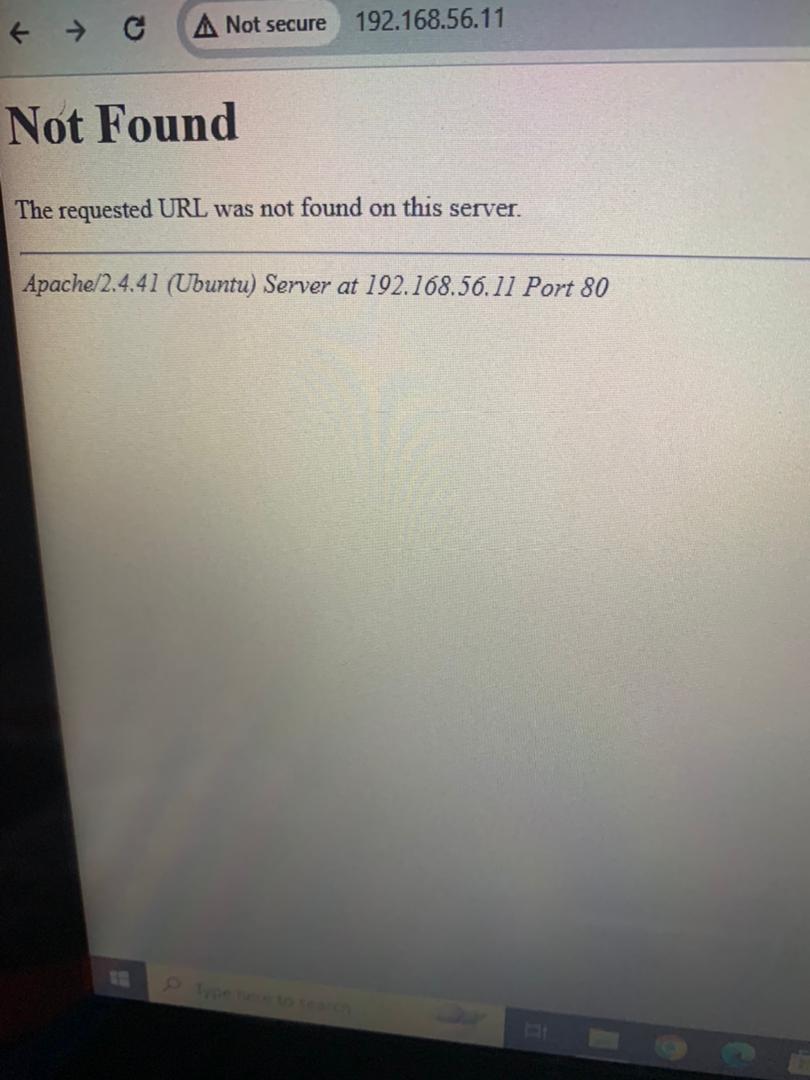 Not secure 192.168.56.11
Not Found
The requested URL was not found on this server.
Apache/2.4.41 (Ubuntu) Server at 192.168.56.11 Port 80
Type here to search